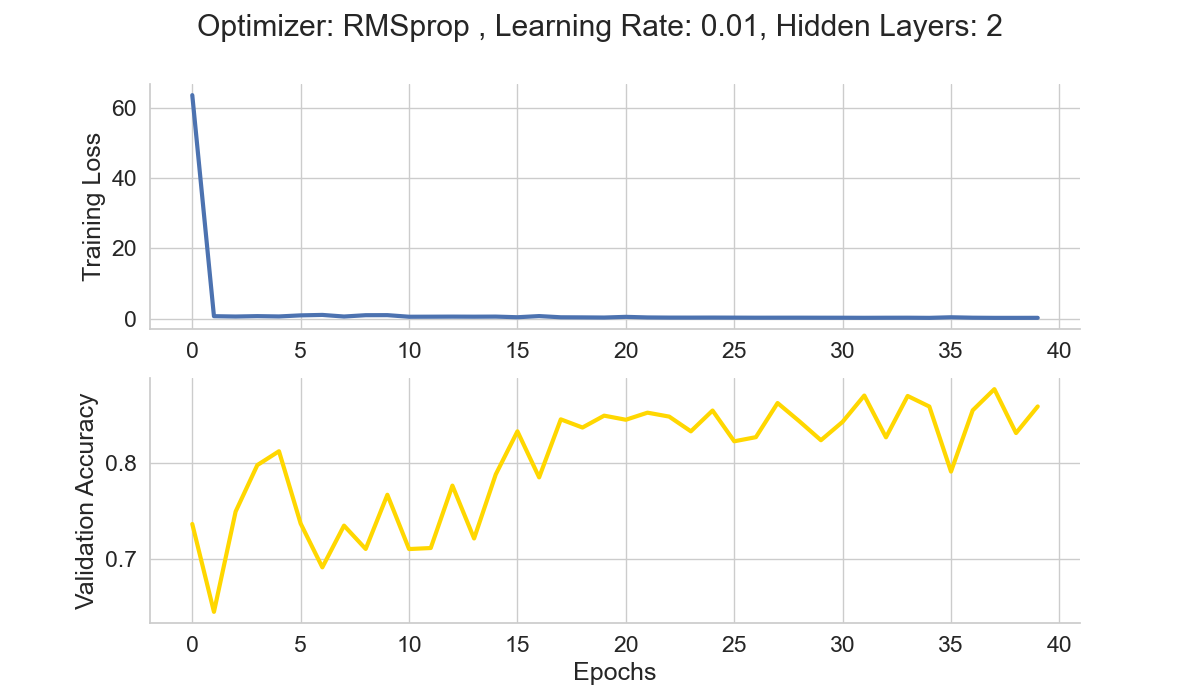 Optimizer: RMSprop , Learning Rate: 0.01, Hidden Layers: 2
Training Loss
60
40
20
0
0 5 10 15 20 25 30 35 40
Validation Accuracy
0.8
0.7
0 5 10 15 20 25 30 35 40
Epochs